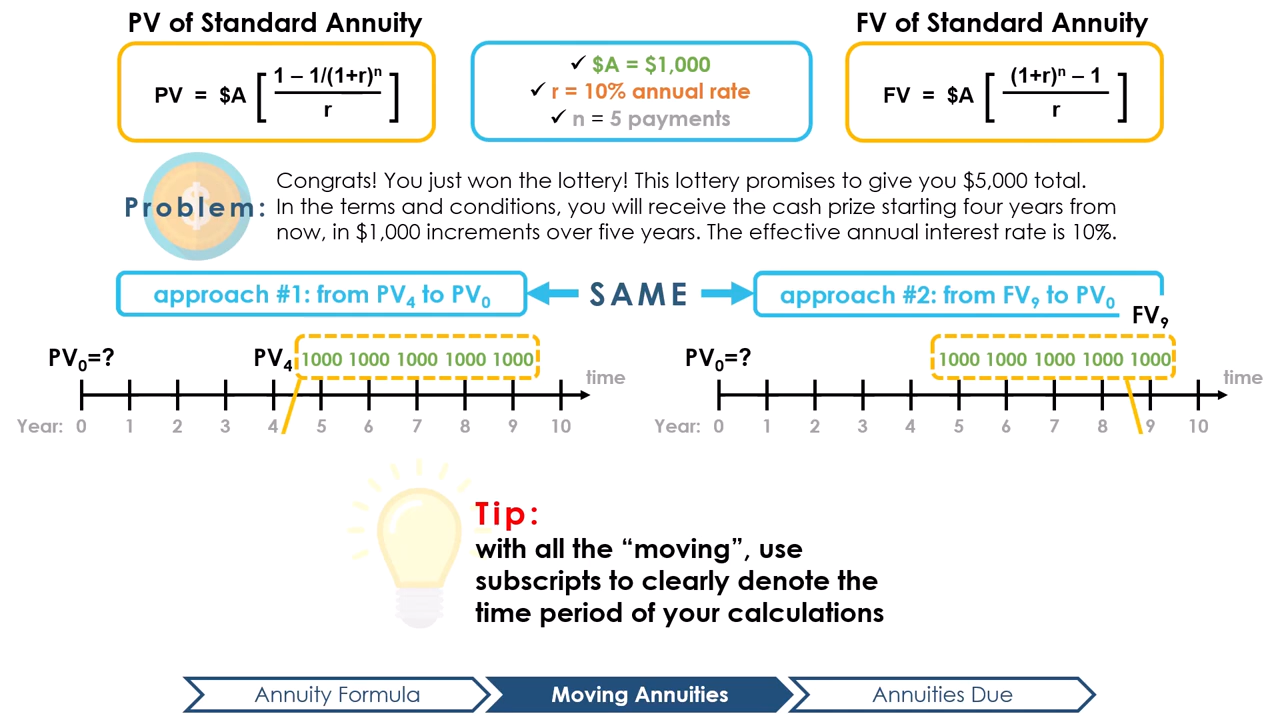 PV of Standard Annuity
FV of Standard Annuity
PV = $A [ 1 – 1/(1+r)ⁿ / r ]
✓ $A = $1,000
✓ r = 10% annual rate
✓ n = 5 payments
FV = $A [ (1+r)ⁿ – 1 / r ]
Problem:
Congrats! You just won the lottery! This lottery promises to give you $5,000 total.
In the terms and conditions, you will receive the cash prize starting four years from
now, in $1,000 increments over five years. The effective annual interest rate is 10%.
approach #1: from PV₄ to PV₀
SAME
approach #2: from FV₉ to PV₀
PV₀=?
PV₄
1000 1000 1000 1000 1000
time
Year: 0 1 2 3 4 5 6 7 8 9 10
FV₉
PV₀=?
1000 1000 1000 1000 1000
time
Year: 0 1 2 3 4 5 6 7 8 9 10
Tip:
with all the “moving”, use
subscripts to clearly denote the
time period of your calculations
Annuity Formula
Moving Annuities
Annuities Due